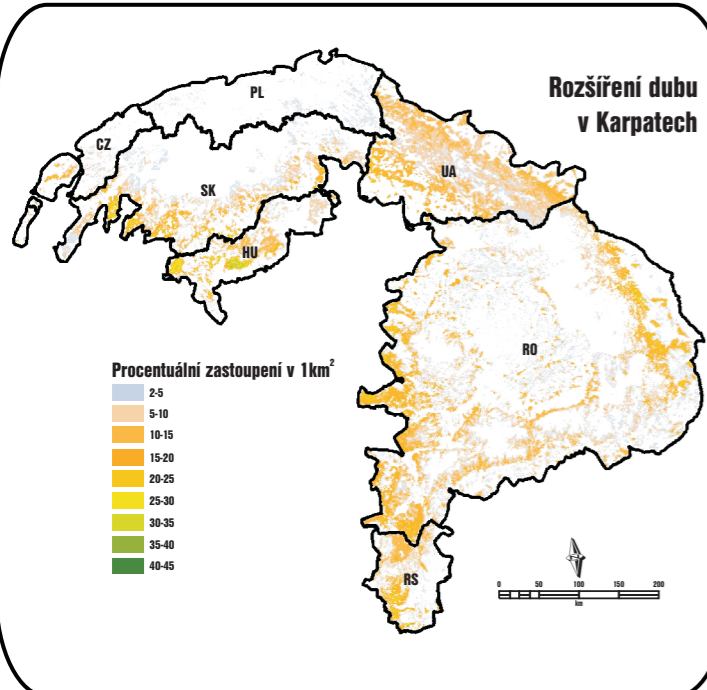 Rozšíření dubu
v Karpatech
PL
CZ
SK
UA
HU
RO
RS
Procentuální zastoupení v 1km²
2-5
5-10
10-15
15-20
20-25
25-30
30-35
35-40
40-45
0 50 100 150 200
km